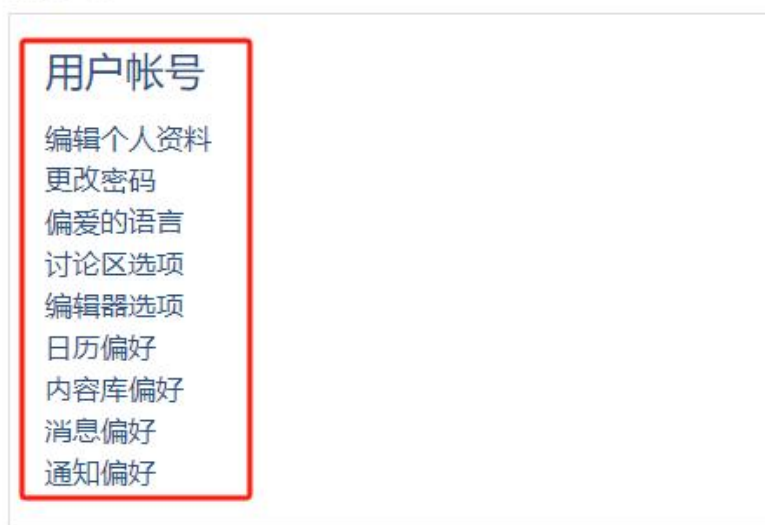 用户帐号
编辑个人资料
更改密码
偏爱的语言
讨论区选项
编辑器选项
日历偏好
内容库偏好
消息偏好
通知偏好